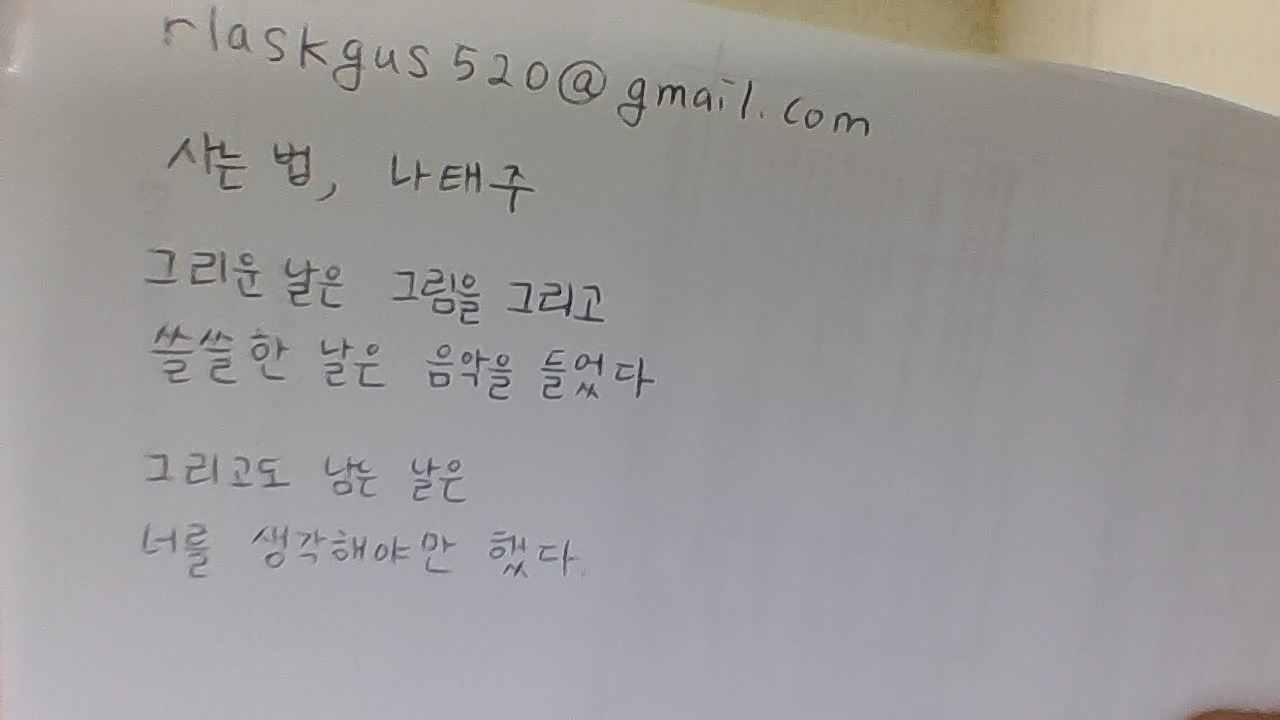 rlaskgus520@gmail.com
사는 법, 나태주
그리운 날은 그림을 그리고
쓸쓸한 날은 음악을 들었다
그리고도 남는 날은
너를 생각해야만 했다.